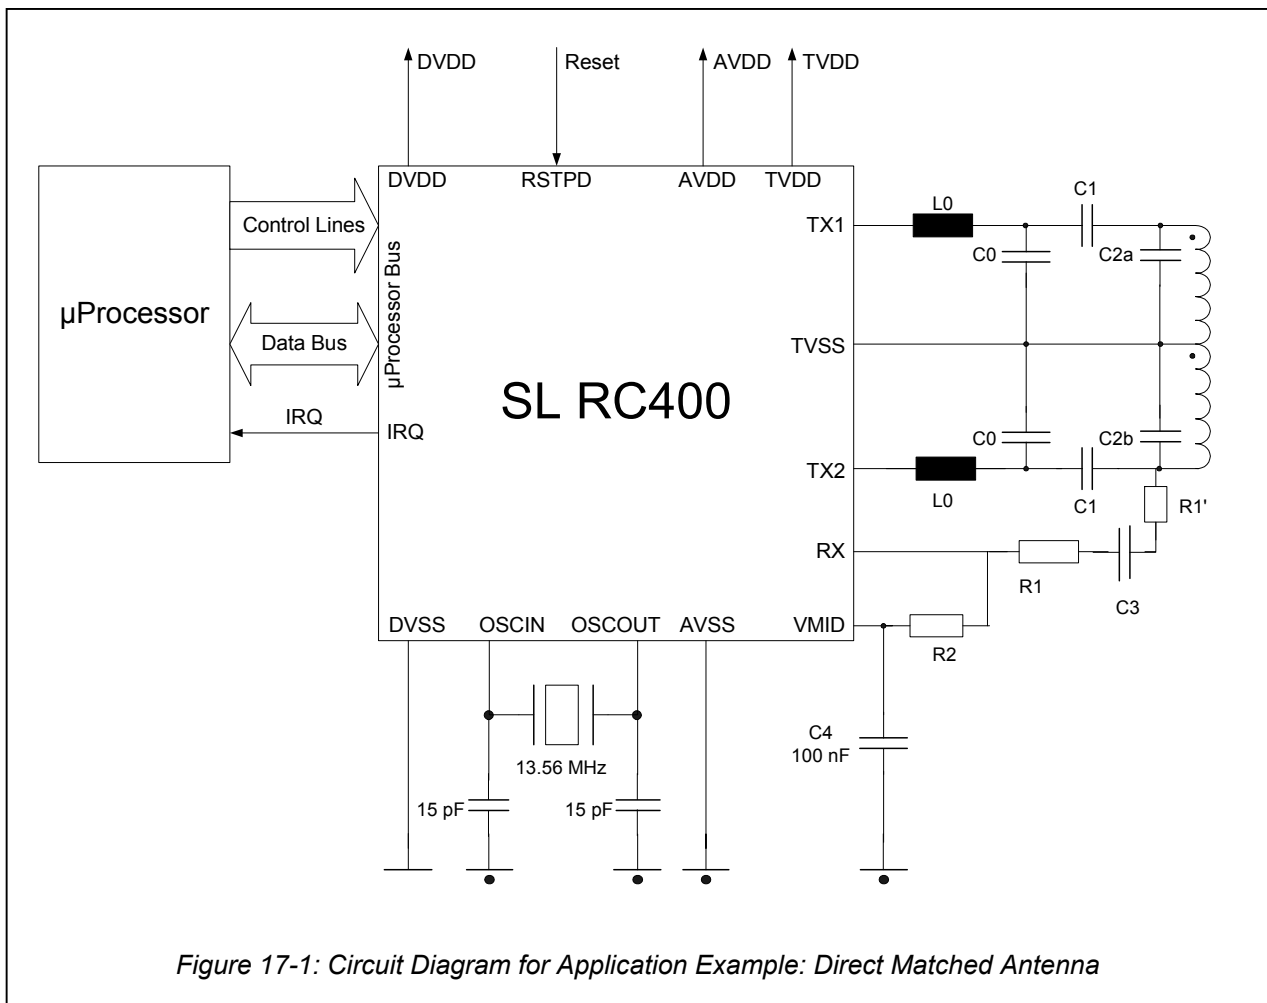 DVDD
Reset
AVDD
TVDD
DVDD
RSTPD
AVDD
TVDD
µProcessor
Control Lines
Data Bus
IRQ
µProcessor Bus
IRQ
SL RC400
TX1
TVSS
TX2
RX
VMID
L0
C1
C0
C2a
C0
C2b
L0
C1
R1'
R1
C3
R2
DVSS
OSCIN
OSCOUT
AVSS
13.56 MHz
15 pF
15 pF
C4
100 nF
Figure 17-1: Circuit Diagram for Application Example: Direct Matched Antenna